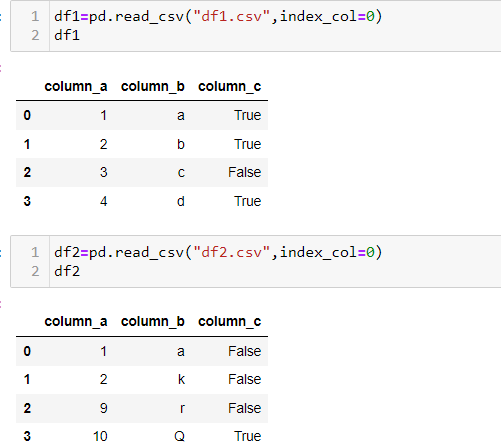 1 df1=pd.read_csv("df1.csv",index_col=0)
2 df1
column_a column_b column_c
0 1 a True
1 2 b True
2 3 c False
3 4 d True
1 df2=pd.read_csv("df2.csv",index_col=0)
2 df2
column_a column_b column_c
0 1 a False
1 2 k False
2 9 r False
3 10 Q True